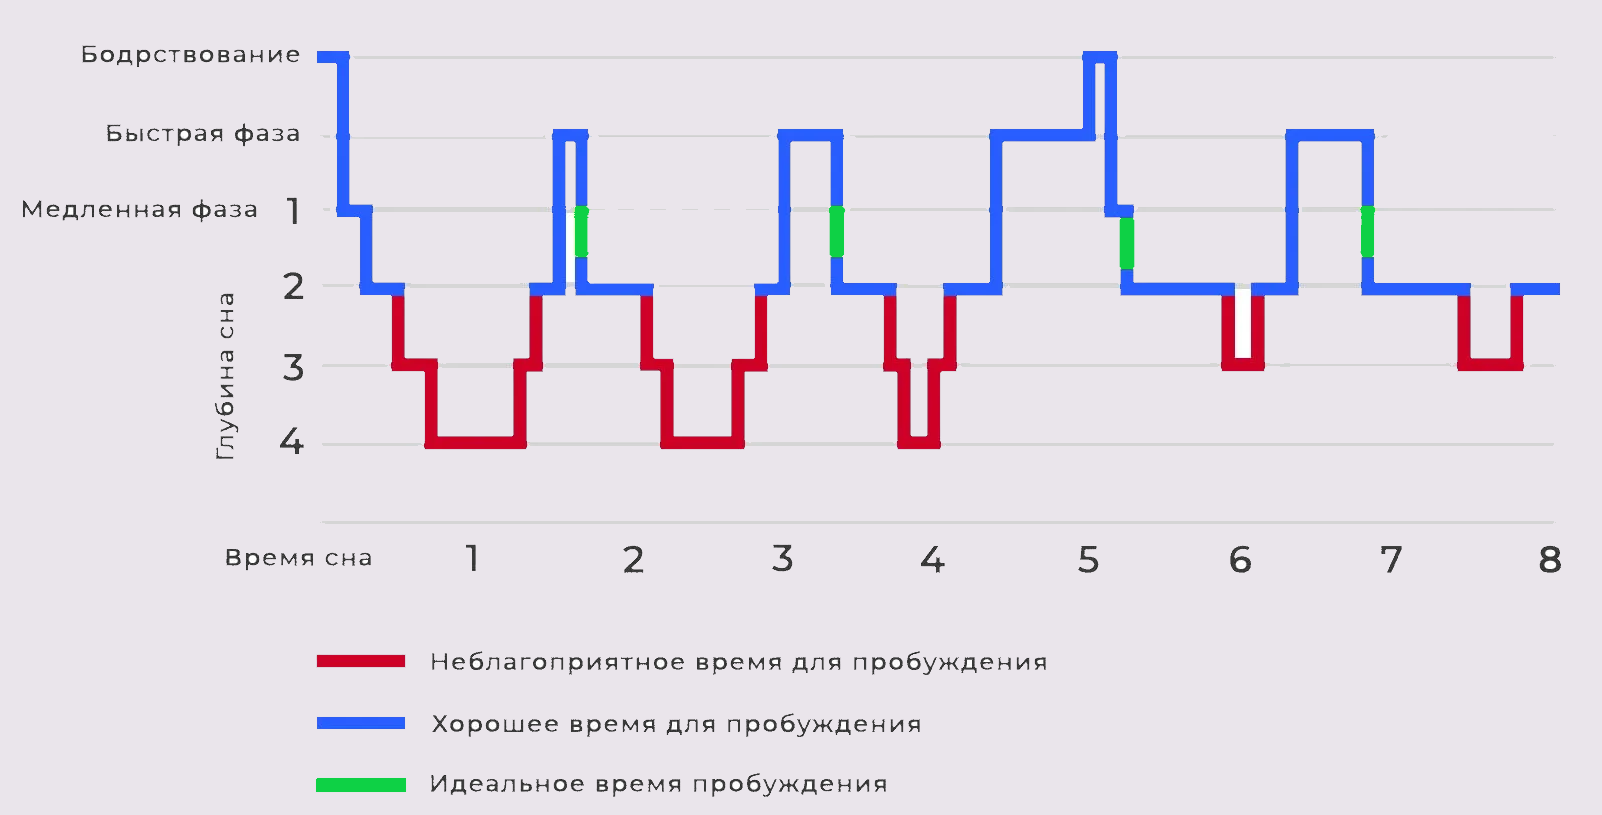 Бодрствование
Быстрая фаза
Медленная фаза 1
2
3
4
Глубина сна
Время сна 1 2 3 4 5 6 7 8
Неблагоприятное время для пробуждения
Хорошее время для пробуждения
Идеальное время пробуждения